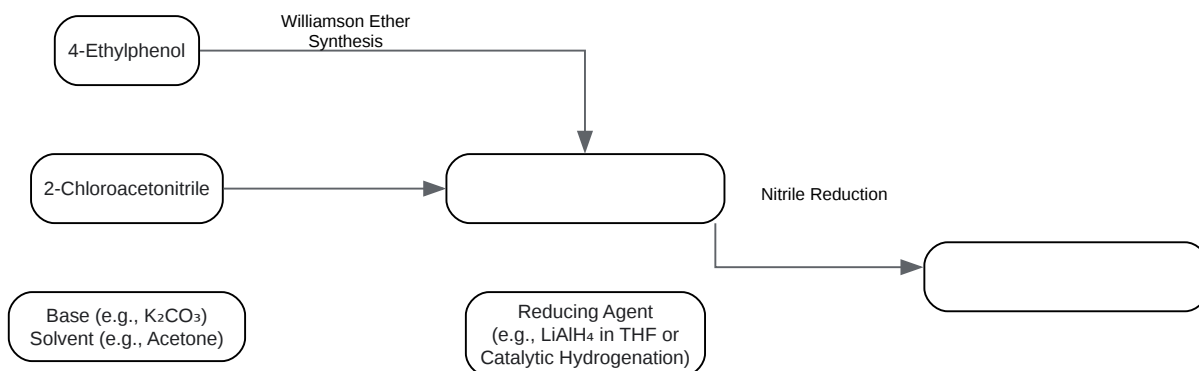 Williamson Ether
Synthesis
4-Ethylphenol
2-Chloroacetonitrile
Nitrile Reduction
Base (e.g., K₂CO₃)
Solvent (e.g., Acetone)
Reducing Agent
(e.g., LiAlH₄ in THF or
Catalytic Hydrogenation)